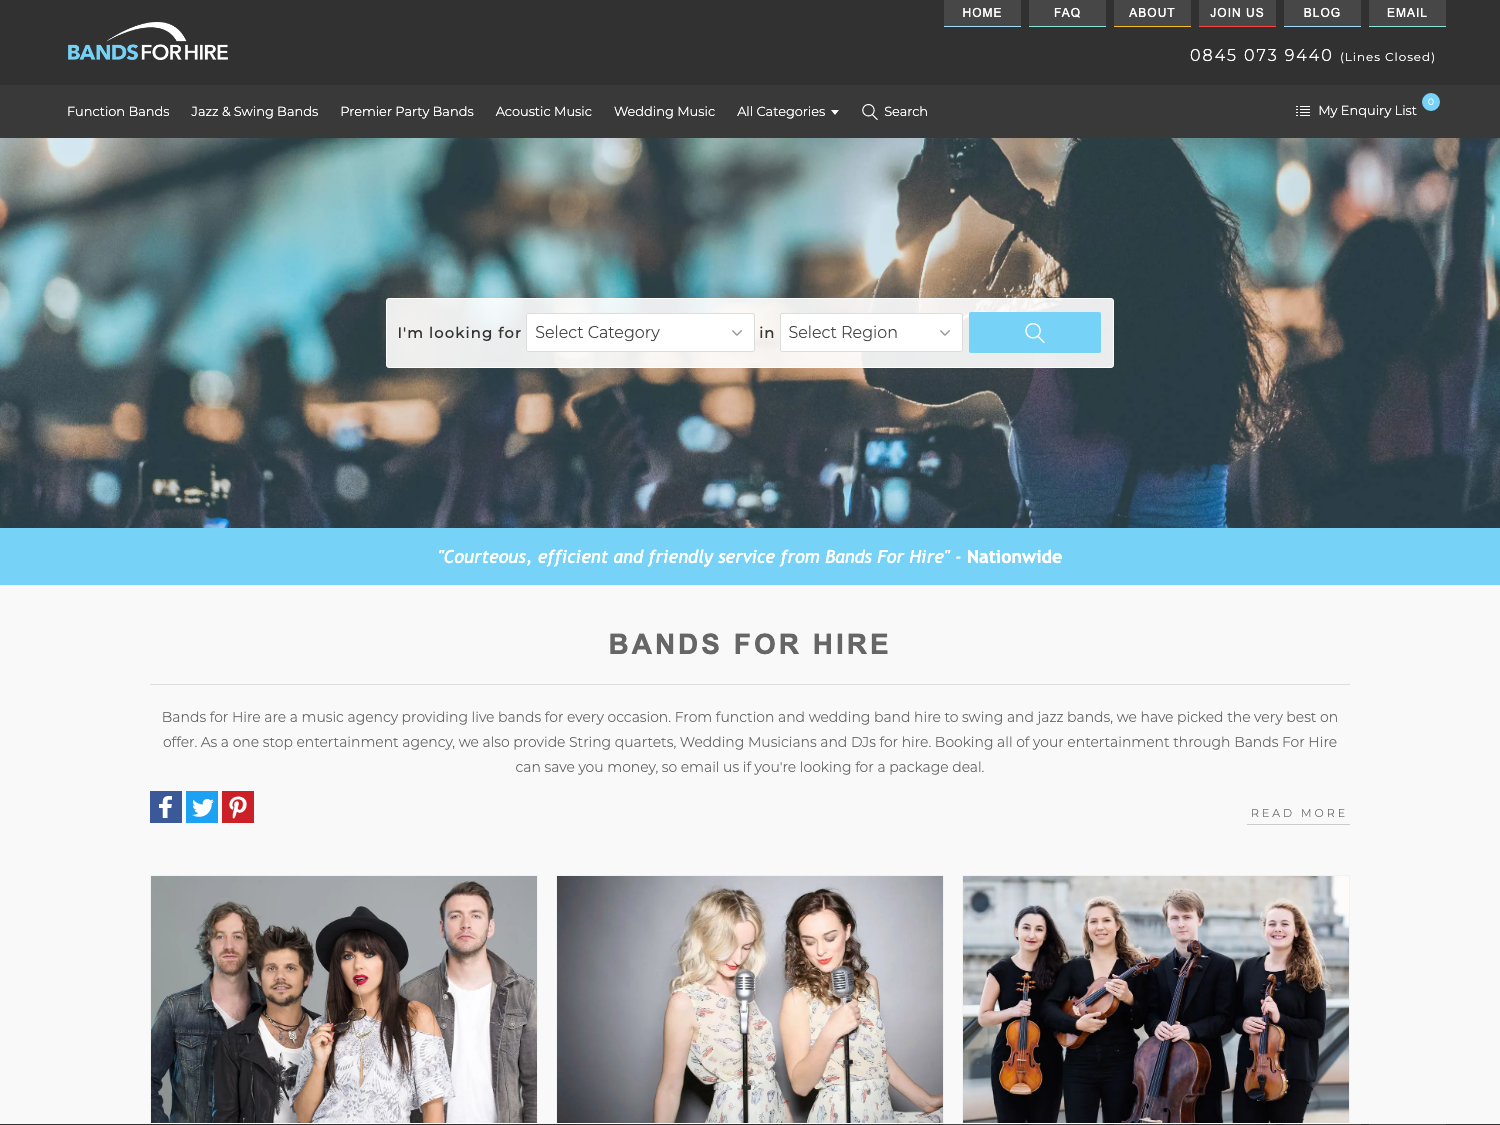 HOME
FAQ
ABOUT
JOIN US
BLOG
EMAIL
BANDSFORHIRE
0845 073 9440 (Lines Closed)
Function Bands
Jazz & Swing Bands
Premier Party Bands
Acoustic Music
Wedding Music
All Categories
Search
My Enquiry List 0
I'm looking for Select Category in Select Region
"Courteous, efficient and friendly service from Bands For Hire" - Nationwide
BANDS FOR HIRE
Bands for Hire are a music agency providing live bands for every occasion. From function and wedding band hire to swing and jazz bands, we have picked the very best on
offer. As a one stop entertainment agency, we also provide String quartets, Wedding Musicians and DJs for hire. Booking all of your entertainment through Bands For Hire
can save you money, so email us if you're looking for a package deal.
READ MORE